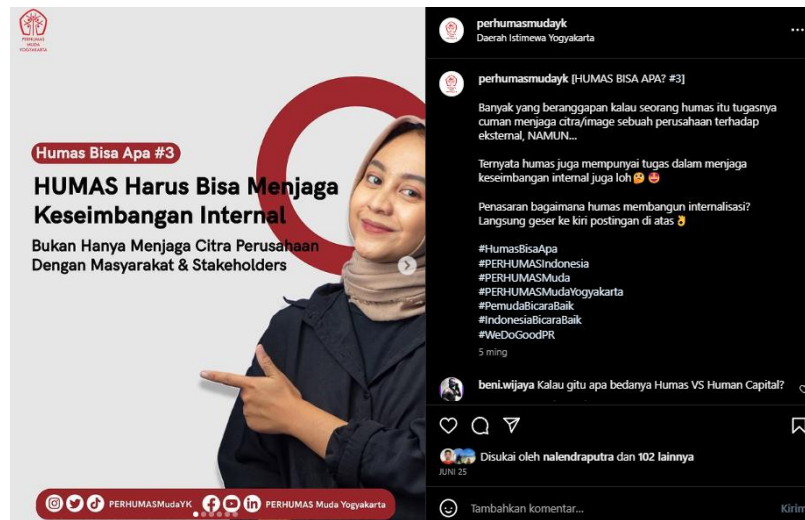 PERHUMAS
MUDA
YOGYAKARTA
Humas Bisa Apa #3
HUMAS Harus Bisa Menjaga
Keseimbangan Internal
Bukan Hanya Menjaga Citra Perusahaan
Dengan Masyarakat & Stakeholders
PERHUMASMudaYK
PERHUMAS Muda Yogyakarta
perhumasmudayk
Daerah Istimewa Yogyakarta
perhumasmudayk [HUMAS BISA APA? #3]
Banyak yang beranggapan kalau seorang humas itu tugasnya
cuman menjaga citra/image sebuah perusahaan terhadap
eksternal, NAMUN...
Ternyata humas juga mempunyai tugas dalam menjaga
keseimbangan internal juga loh🤔 🤩
Penasaran bagaimana humas membangun internalisasi?
Langsung geser ke kiri postingan di atas👌
#HumasBisaApa
#PERHUMASIndonesia
#PERHUMASMuda
#PERHUMASMudaYogyakarta
#PemudaBicaraBaik
#IndonesiaBicaraBaik
#WeDoGoodPR
5 ming
beni.wijaya Kalau gitu apa bedanya Humas VS Human Capital?
Disukai oleh nalendraputra dan 102 lainnya
JUNI 25
Tambahkan komentar...
Kirim